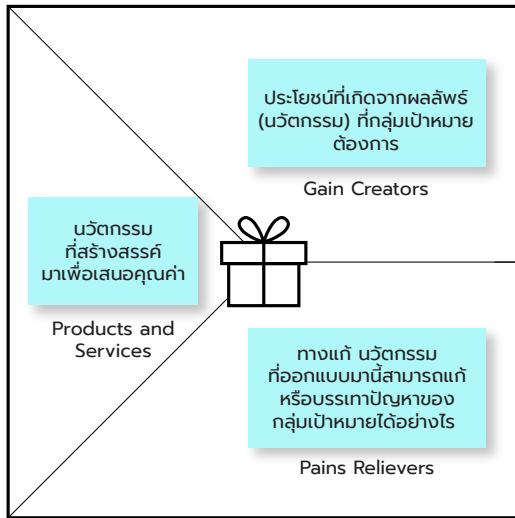 ประโยชน์ที่เกิดจากผลลัพธ์
(นวัตกรรม) ที่กลุ่มเป้าหมาย
ต้องการ
Gain Creators
นวัตกรรม
ที่สร้างสรรค์
มาเพื่อเสนอคุณค่า
Products and
Services
ทางแก้ นวัตกรรม
ที่ออกแบบมานี้สามารถแก้
หรือบรรเทาปัญหาของ
กลุ่มเป้าหมายได้อย่างไร
Pains Relievers